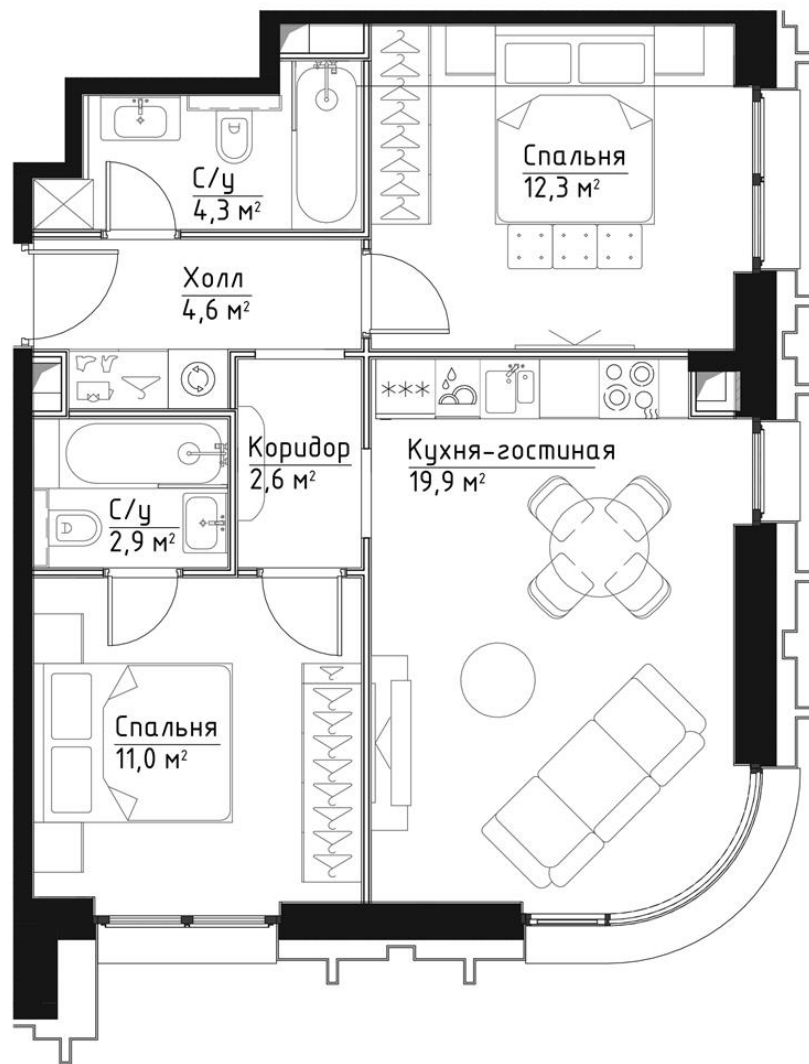 С/у
4,3 м²
Спальня
12,3 м²
Холл
4,6 м²
***
Коридор
2,6 м²
Кухня-гостиная
19,9 м²
С/у
2,9 м²
Спальня
11,0 м²